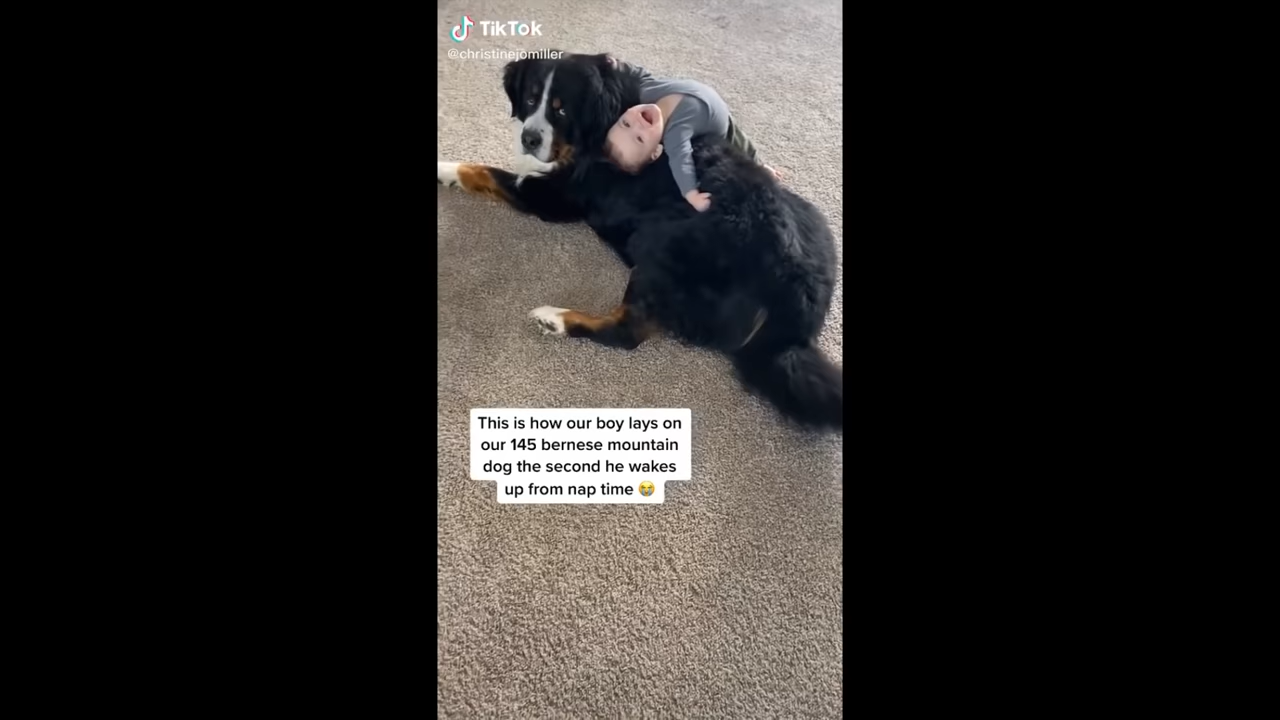 TikTok
@christinejomiller
This is how our boy lays on
our 145 bernese mountain
dog the second he wakes
up from nap time 😭